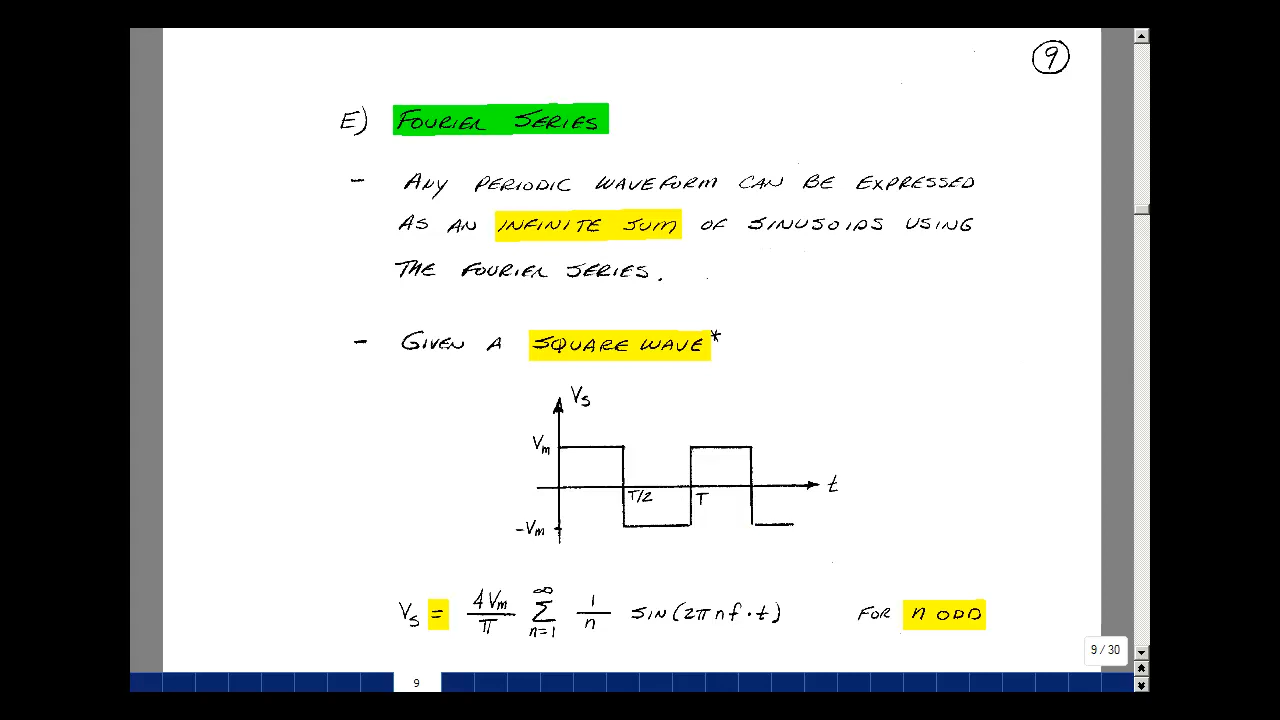 9
E) FOURIER SERIES
- ANY PERIODIC WAVEFORM CAN BE EXPRESSED
AS AN INFINITE SUM OF SINUSOIDS USING
THE FOURIER SERIES.
- GIVEN A SQUARE WAVE*
Vs
Vm
T/2 T t
-Vm
Vs = 4Vm/π ∞ Σ n=1 1/n SIN(2πnf·t) FOR n ODD
9 / 30
9